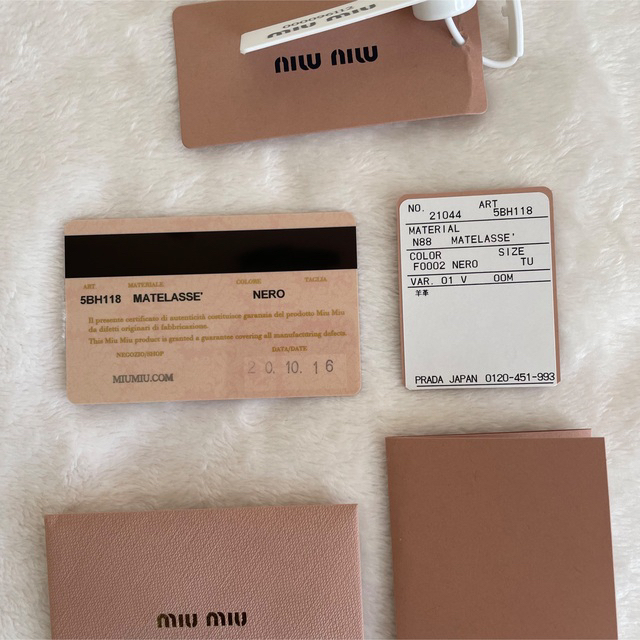 miu miu
ART MATERIALE COLORE TAGLIA
5BH118 MATELASSE' NERO
Il presente certificato di autenticità costituisce garanzia del prodotto Miu Miu
da difetti originari di fabbricazione.
This Miu Miu product is granted a guarantee covering all manufacturing defects
NEGOZIO/SHOP DATA/DATE
MIUMIU.COM 20.10.16
NO. 21044 ART 5BH118
MATERIAL
N88 MATELASSE'
COLOR SIZE
F0002 NERO TU
VAR. 01 V OOM
羊革
PRADA JAPAN 0120-451-993
miu miu